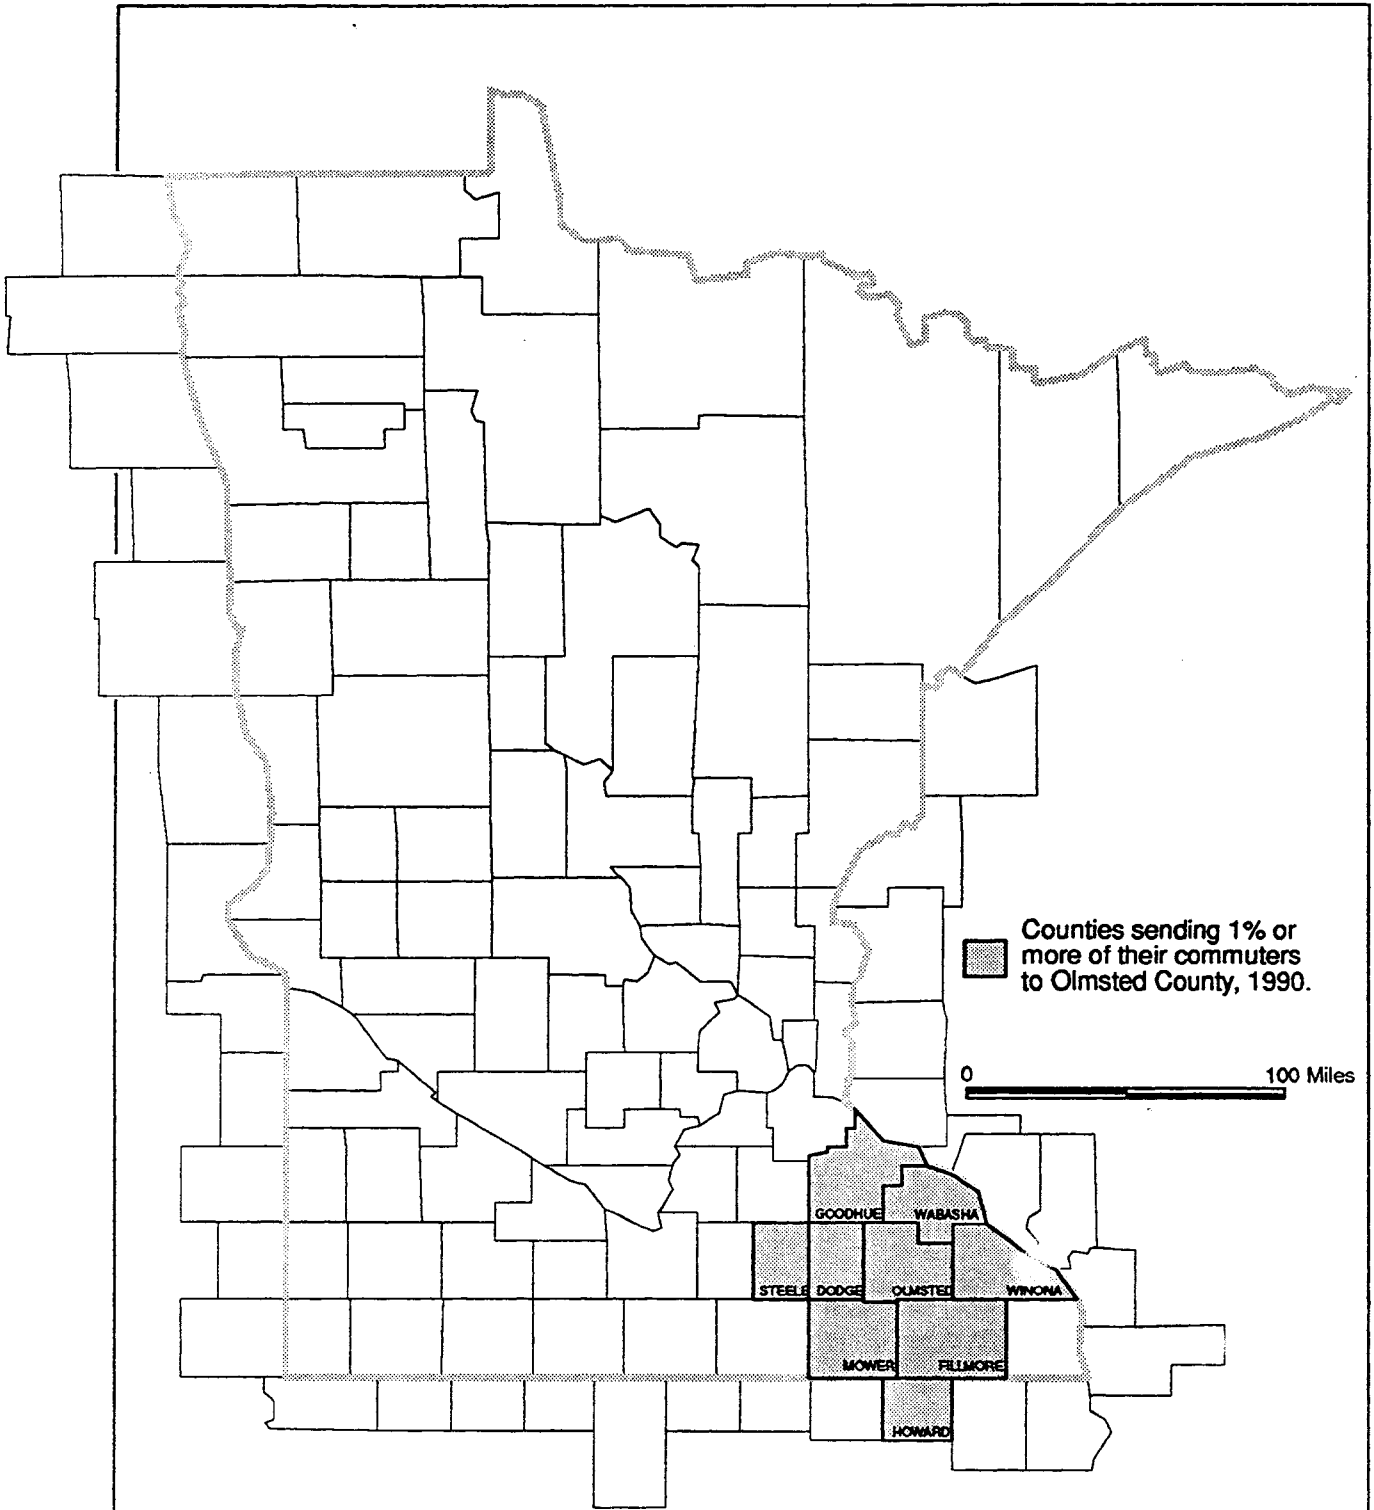 Counties sending 1% or
more of their commuters
to Olmsted County, 1990.
0 100 Miles
GOODHUE WABASHA
STEELE DODGE OLMSTED WINONA
MOWER FILLMORE
HOWARD